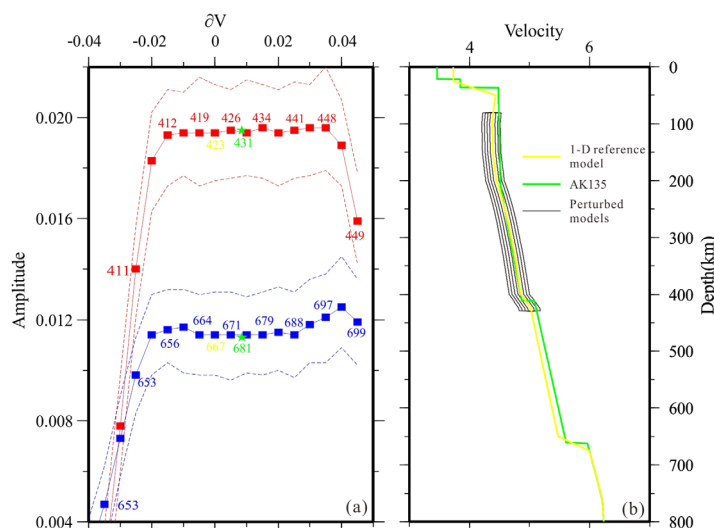 ∂V
-0.04 -0.02 0 0.02 0.04
Velocity
4 6
Amplitude
0.020
0.016
0.012
0.008
0.004
412 419 426 434 441 448
423 431
411
449
656 664 671 679 688 697
667 681
699
653
653
(a)
0
100
200
300
400
500
600
700
800
Depth(km)
1-D reference
model
AK135
Perturbed
models
(b)